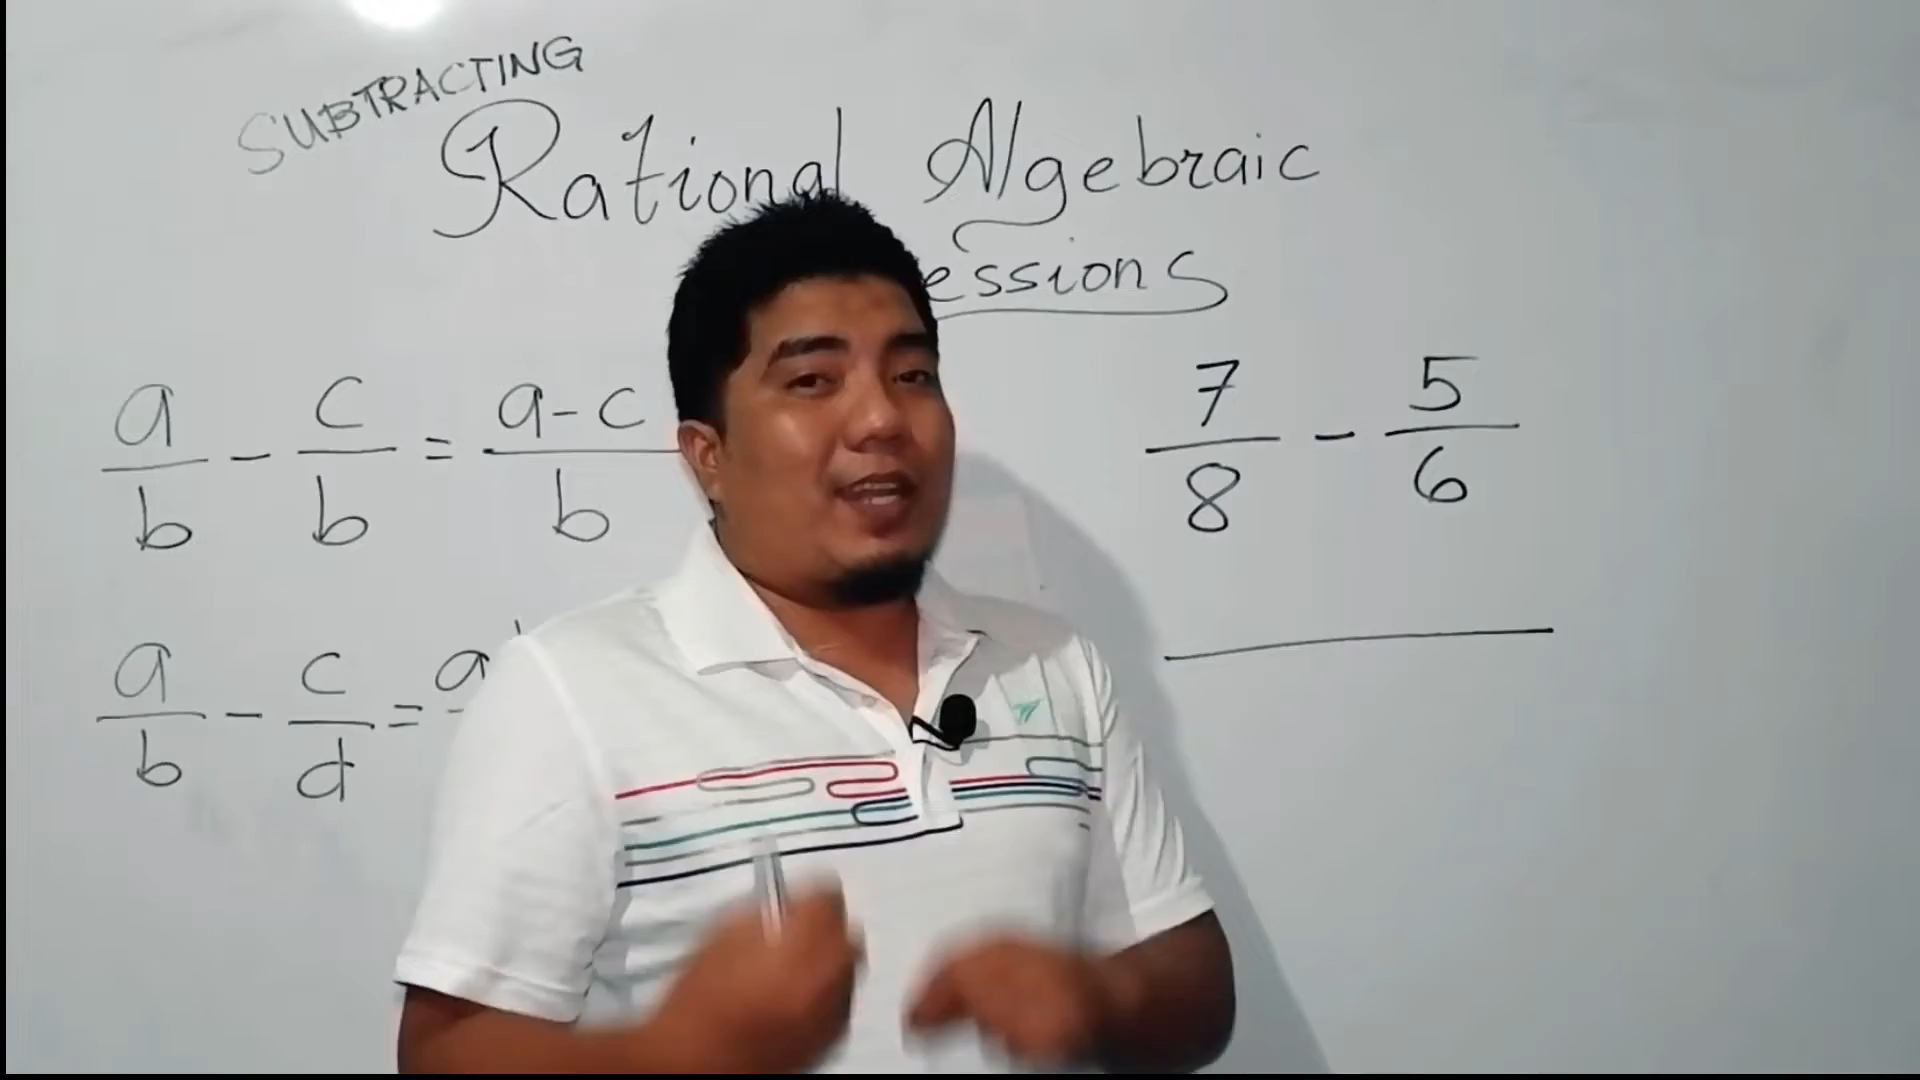 SUBTRACTING
Rational Algebraic
essions
a/b - c/b = a-c/b
7/8 - 5/6
a/b - c/d = a